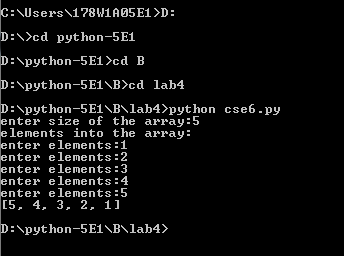 C:\Users\178W1A05E1>D:
D:\>cd python-5E1
D:\python-5E1>cd B
D:\python-5E1\B>cd lab4
D:\python-5E1\B\lab4>python cse6.py
enter size of the array:5
elements into the array:
enter elements:1
enter elements:2
enter elements:3
enter elements:4
enter elements:5
[5, 4, 3, 2, 1]
D:\python-5E1\B\lab4>